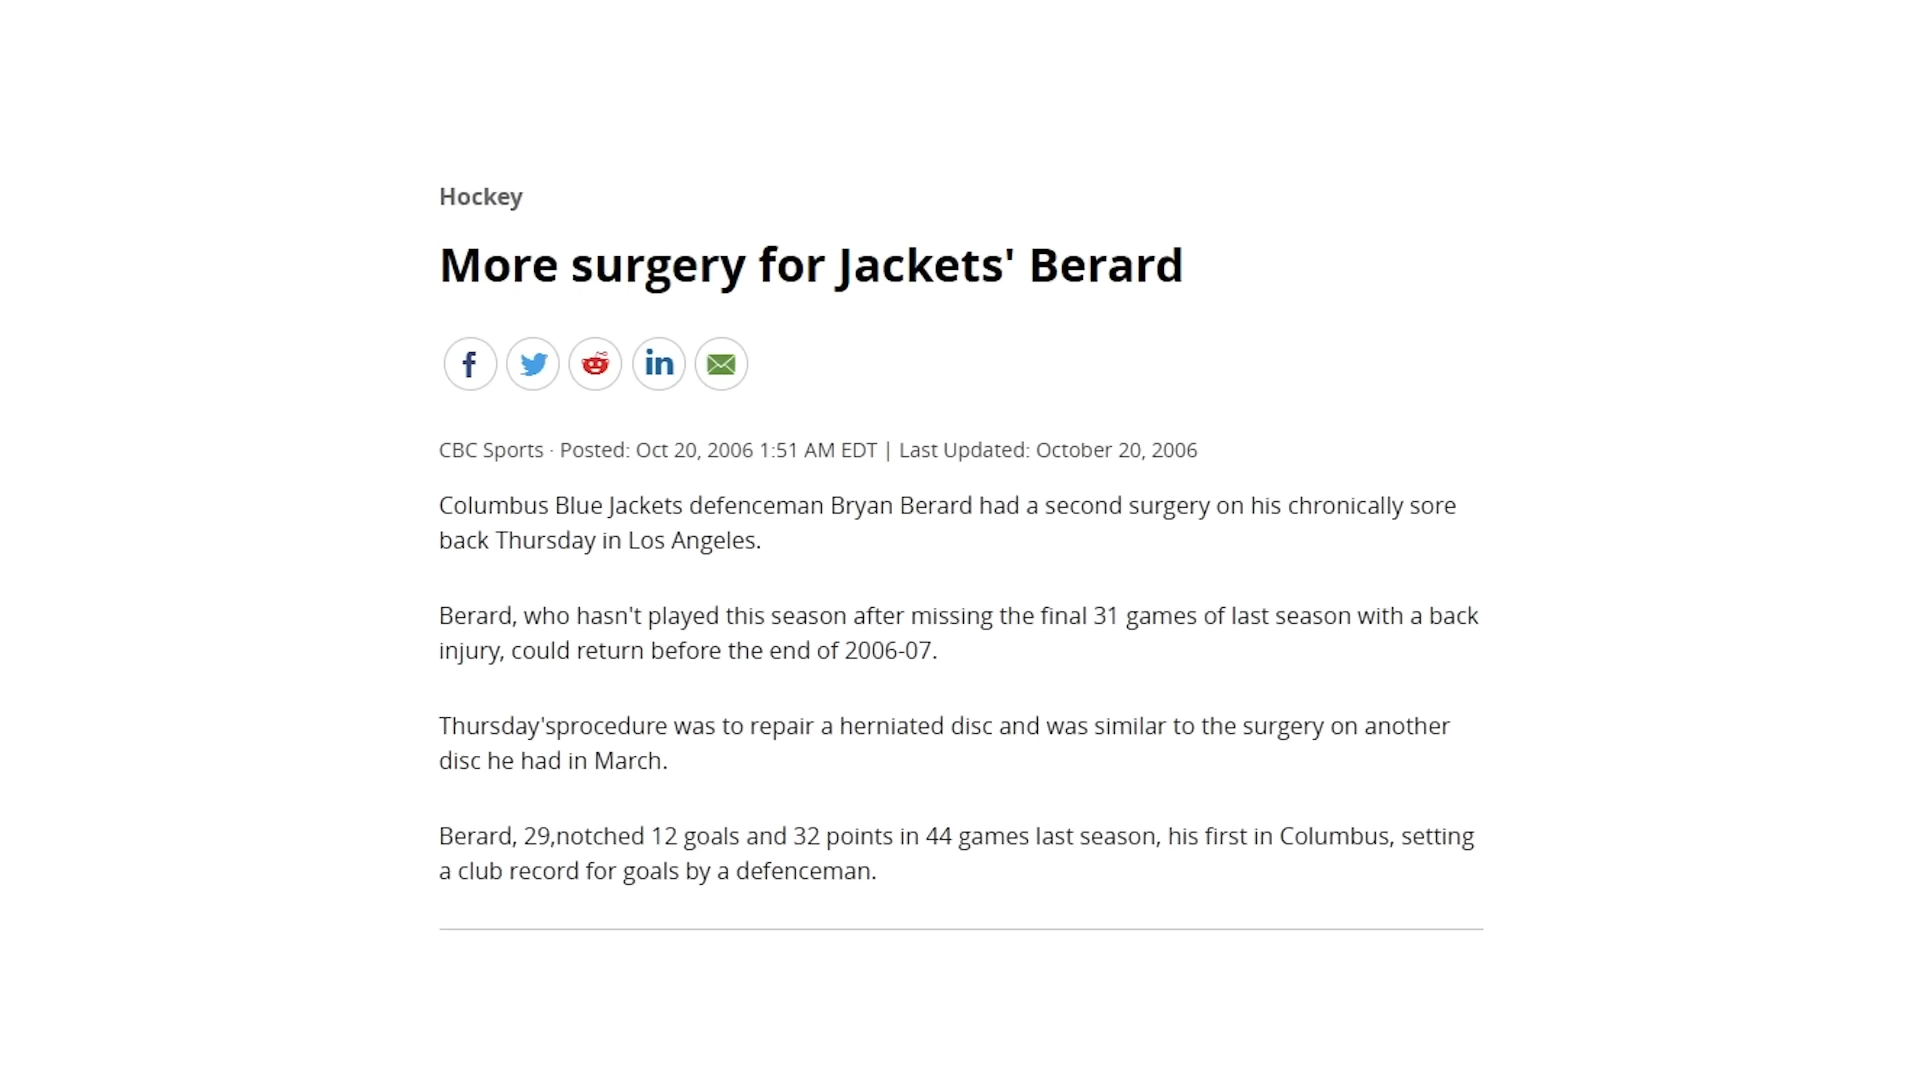 Hockey
More surgery for Jackets' Berard
f
in
CBC Sports · Posted: Oct 20, 2006 1:51 AM EDT | Last Updated: October 20, 2006
Columbus Blue Jackets defenceman Bryan Berard had a second surgery on his chronically sore
back Thursday in Los Angeles.
Berard, who hasn't played this season after missing the final 31 games of last season with a back
injury, could return before the end of 2006-07.
Thursday'sprocedure was to repair a herniated disc and was similar to the surgery on another
disc he had in March.
Berard, 29,notched 12 goals and 32 points in 44 games last season, his first in Columbus, setting
a club record for goals by a defenceman.